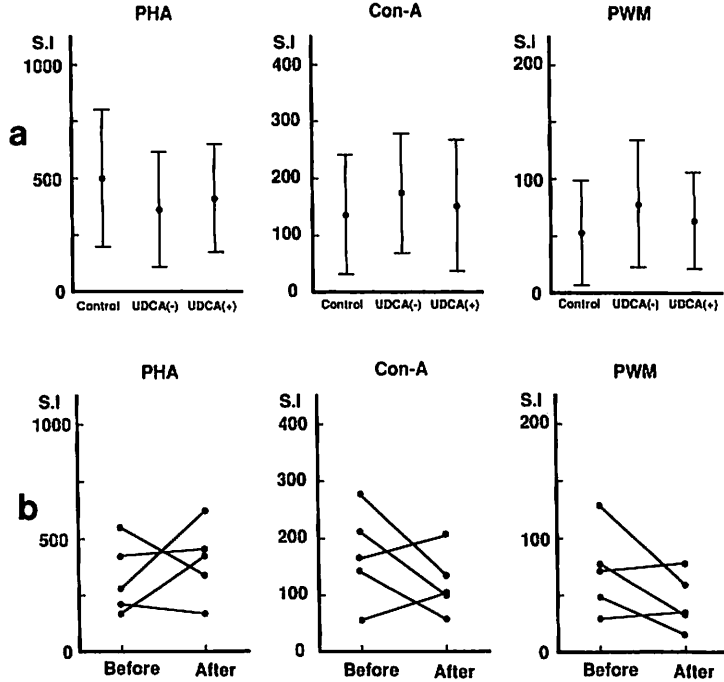 PHA Con-A PWM
S.I S.I S.I
1000 400 200
300
a
500 200 100
100
0 0 0
Control UDCA(-) UDCA(+) Control UDCA(-) UDCA(+) Control UDCA(-) UDCA(+)
PHA Con-A PWM
S.I S.I S.I
1000 400 200
300
b
500 200 100
100
0 0 0
Before After Before After Before After